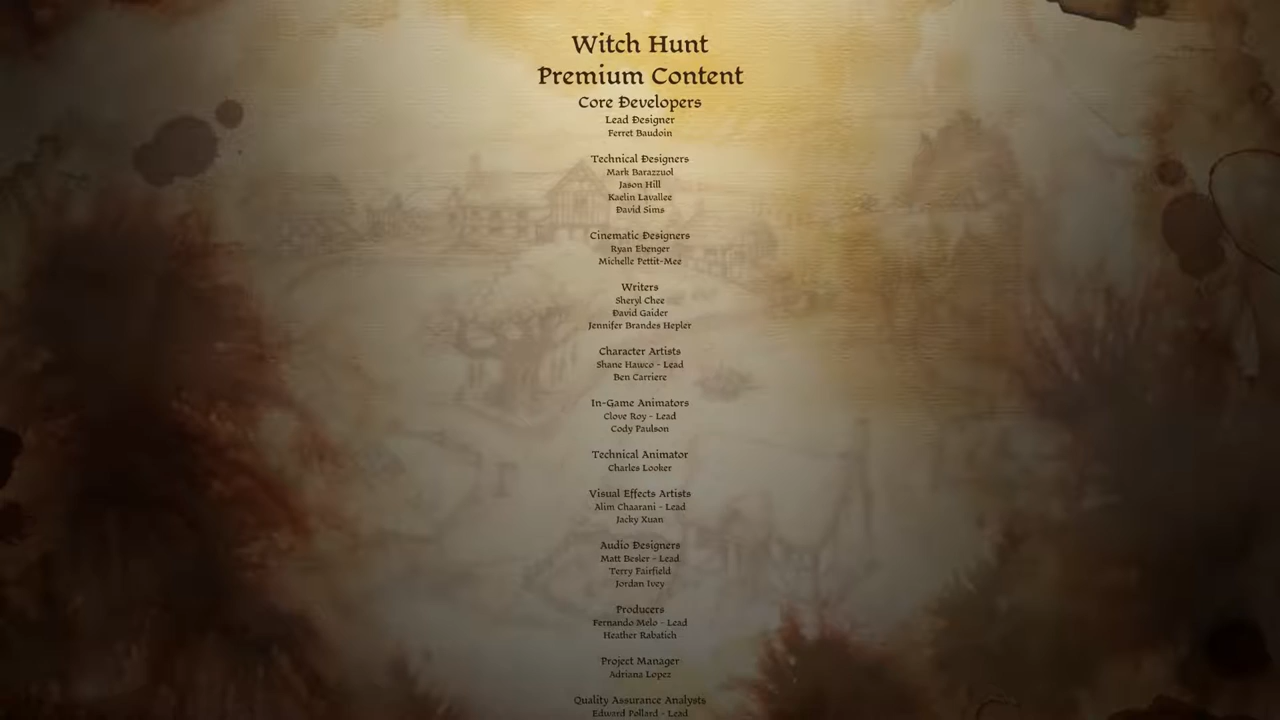 Witch Hunt
Premium Content
Core Developers
Lead Designer
Ferret Baudoin
Technical Designers
Mark Barazzuol
Jason Hill
Kaelin Lavallee
David Sims
Cinematic Designers
Ryan Ebenger
Michelle Pettit-Mee
Writers
Sheryl Chee
David Gaider
Jennifer Brandes Hepler
Character Artists
Shane Hawco - Lead
Ben Carriere
In-Game Animators
Clove Roy - Lead
Cody Paulson
Technical Animator
Charles Looker
Visual Effects Artists
Alim Chaarani - Lead
Jacky Xuan
Audio Designers
Matt Besler - Lead
Terry Fairfield
Jordan Ivey
Producers
Fernando Melo - Lead
Heather Rabatich
Project Manager
Adriana Lopez
Quality Assurance Analysts
Edward Pollard - Lead